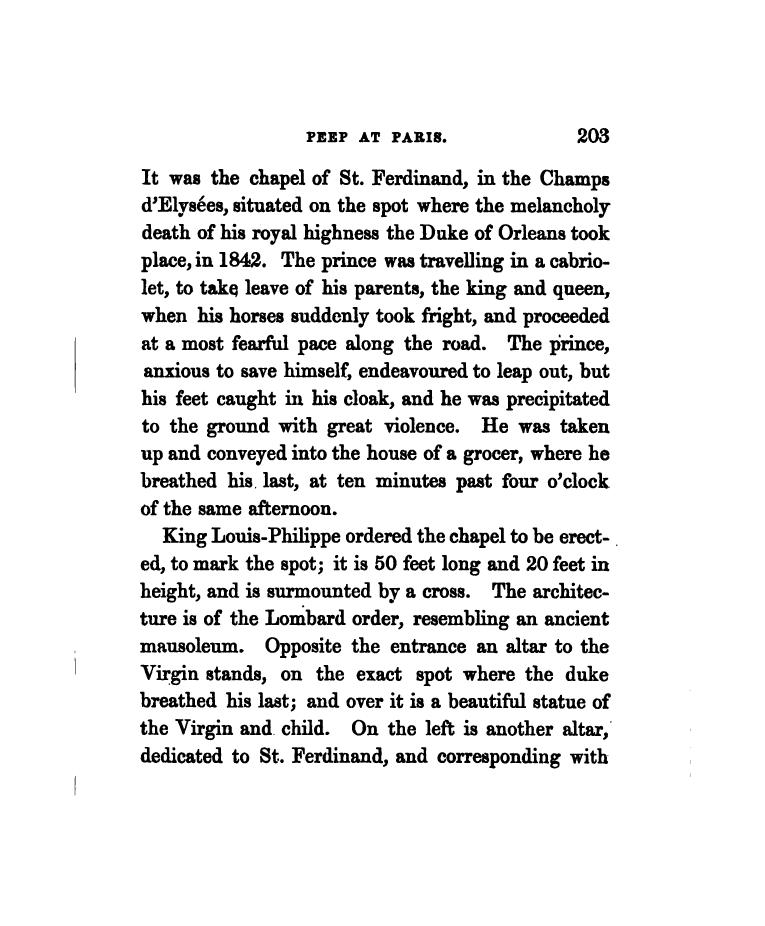 PEEP AT PARIS. 203
It was the chapel of St. Ferdinand, in the Champs
d'Elysées, situated on the spot where the melancholy
death of his royal highness the Duke of Orleans took
place, in 1842. The prince was travelling in a cabrio-
let, to take leave of his parents, the king and queen,
when his horses suddenly took fright, and proceeded
at a most fearful pace along the road. The prince,
anxious to save himself, endeavoured to leap out, but
his feet caught in his cloak, and he was precipitated
to the ground with great violence. He was taken
up and conveyed into the house of a grocer, where he
breathed his last, at ten minutes past four o'clock
of the same afternoon.
King Louis-Philippe ordered the chapel to be erect-
ed, to mark the spot; it is 50 feet long and 20 feet in
height, and is surmounted by a cross. The architec-
ture is of the Lombard order, resembling an ancient
mausoleum. Opposite the entrance an altar to the
Virgin stands, on the exact spot where the duke
breathed his last; and over it is a beautiful statue of
the Virgin and child. On the left is another altar,
dedicated to St. Ferdinand, and corresponding with